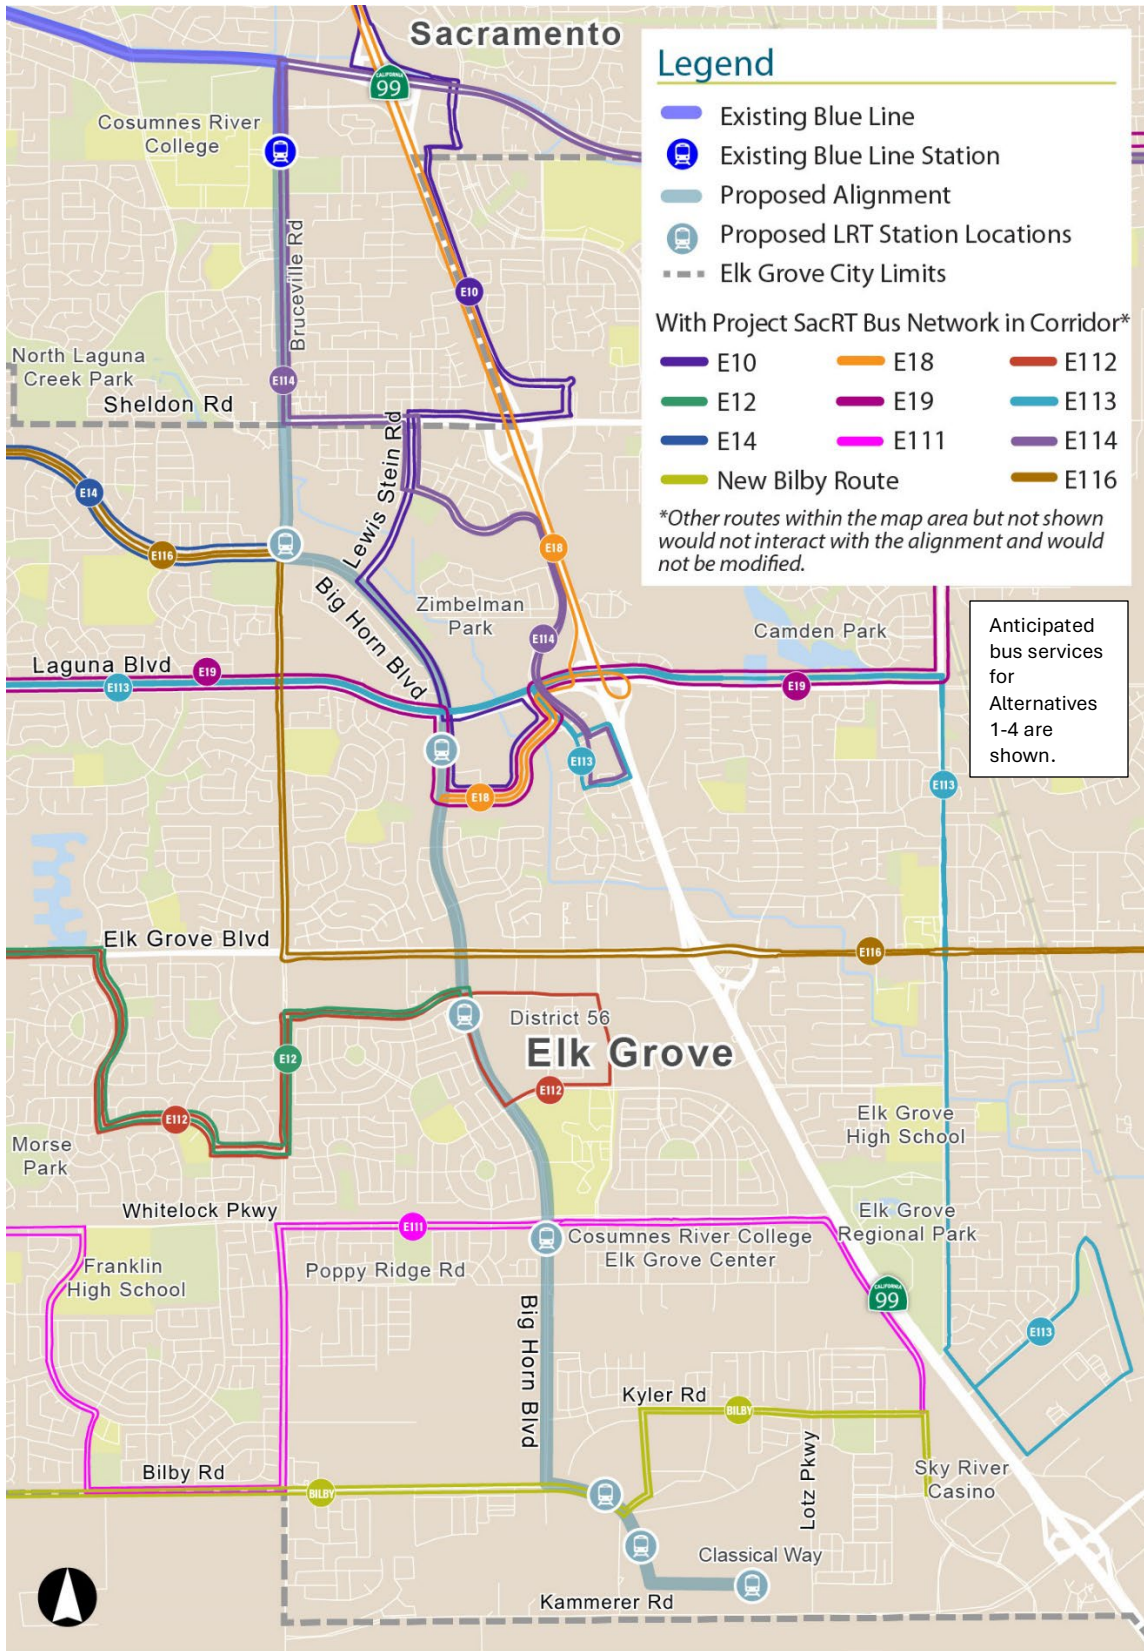 Sacramento
CALIFORNIA
99
Cosumnes River
College
Bruceville Rd
E10
North Laguna
Creek Park
E114
Sheldon Rd
Lewis Stein Rd
E14
E116
E18
Big Horn Blvd
Zimbelman
Park
E114
Camden Park
Laguna Blvd
E19
E113
E19
E113
E18
E113
Elk Grove Blvd
E116
District 56
Elk Grove
E12
E112
E112
Elk Grove
High School
Morse
Park
Whitelock Pkwy
E111
Cosumnes River College
Elk Grove Center
Elk Grove
Regional Park
Franklin
High School
Poppy Ridge Rd
CALIFORNIA
99
E113
Big Horn Blvd
Kyler Rd
BILBY
Lotz Pkwy
Bilby Rd
BILBY
Sky River
Casino
Classical Way
Kammerer Rd
Legend
Existing Blue Line
Existing Blue Line Station
Proposed Alignment
Proposed LRT Station Locations
Elk Grove City Limits
With Project SacRT Bus Network in Corridor*
E10
E18
E112
E12
E19
E113
E14
E111
E114
New Bilby Route
E116
*Other routes within the map area but not shown
would not interact with the alignment and would
not be modified.
Anticipated
bus services
for
Alternatives
1-4 are
shown.